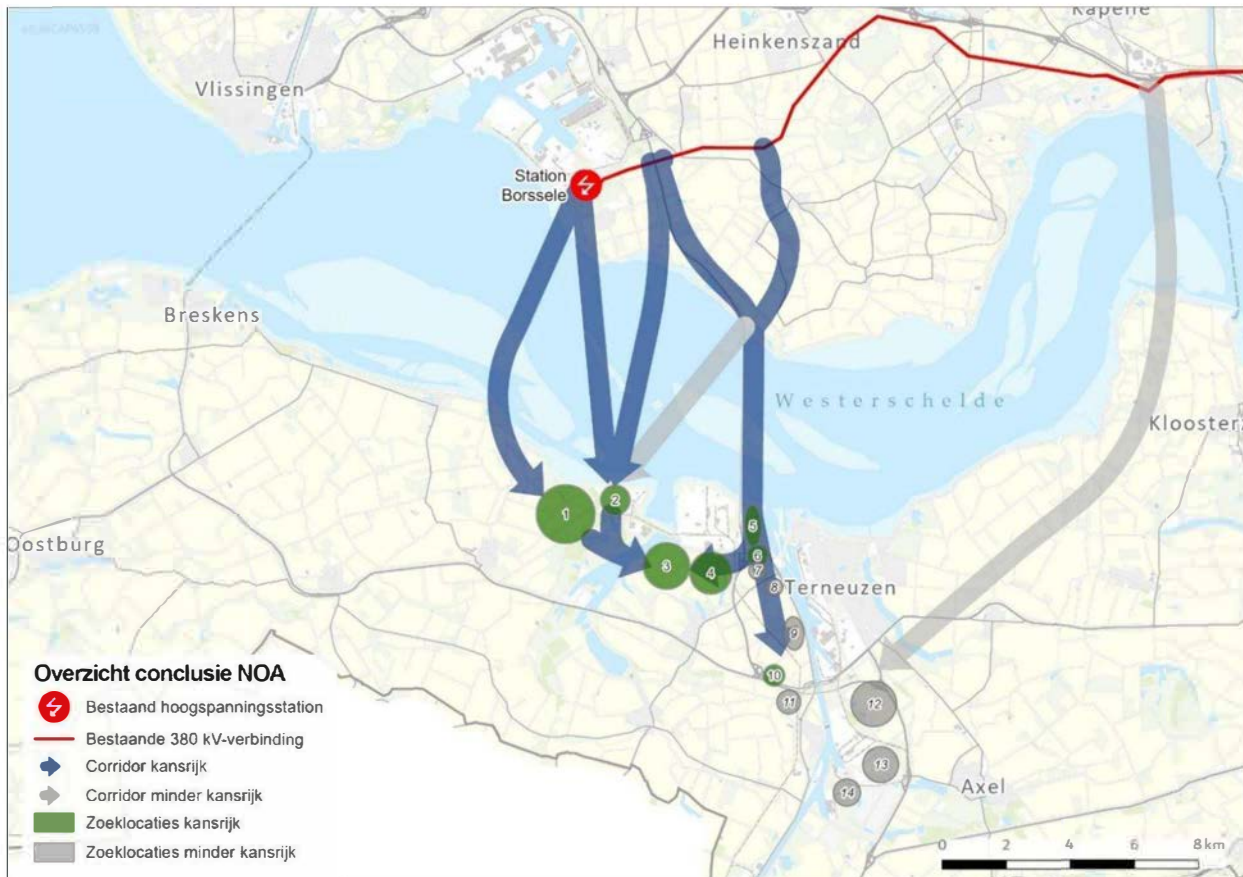 Kapelle
Heinkenszand
Vlissingen
Station
Borssele
Breskens
Westerschelde
Oostburg
Terneuzen
Axel
1
2
3
4
5
6
7
8
9
10
11
12
13
14
Overzicht conclusie NOA
Bestaand hoogspanningsstation
Bestaande 380 kV-verbinding
Corridor kansrijk
Corridor minder kansrijk
Zoeklocaties kansrijk
Zoeklocaties minder kansrijk
0 2 4 6 8 km